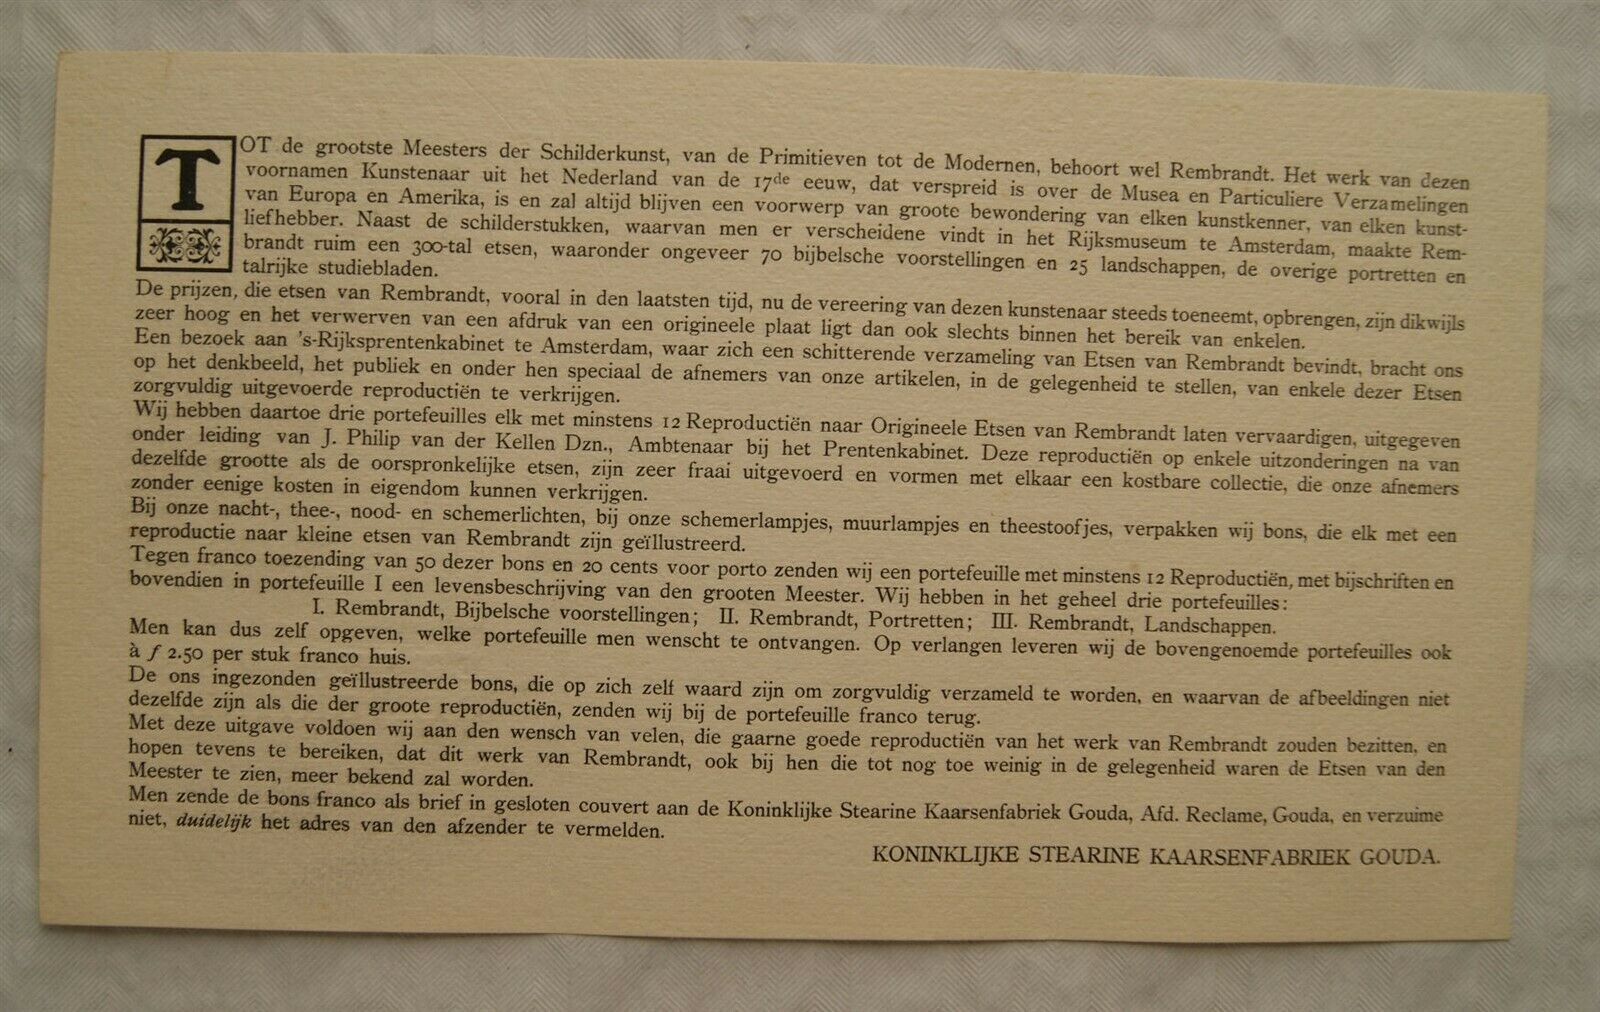 TOT de grootste Meesters der Schilderkunst, van de Primitieven tot de Modernen, behoort wel Rembrandt. Het werk van dezen
voornamen Kunstenaar uit het Nederland van de 17de eeuw, dat verspreid is over de Musea en Particuliere Verzamelingen
van Europa en Amerika, is en zal altijd blijven een voorwerp van groote bewondering van elken kunstkenner, van elken kunst-
liefhebber. Naast de schilderstukken, waarvan men er verscheidene vindt in het Rijksmuseum te Amsterdam, maakte Rem-
brandt ruim een 300-tal etsen, waaronder ongeveer 70 bijbelsche voorstellingen en 25 landschappen, de overige portretten en
talrijke studiebladen.
De prijzen, die etsen van Rembrandt, vooral in den laatsten tijd, nu de vereering van dezen kunstenaar steeds toeneemt, opbrengen, zijn dikwijls
zeer hoog en het verwerven van een afdruk van een origineele plaat ligt dan ook slechts binnen het bereik van enkelen.
Een bezoek aan 's-Rijksprentenkabinet te Amsterdam, waar zich een schitterende verzameling van Etsen van Rembrandt bevindt, bracht ons
op het denkbeeld, het publiek en onder hen speciaal de afnemers van onze artikelen, in de gelegenheid te stellen, van enkele dezer Etsen
zorgvuldig uitgevoerde reproductiën te verkrijgen.
Wij hebben daartoe drie portefeuilles elk met minstens 12 Reproductiën naar Origineele Etsen van Rembrandt laten vervaardigen, uitgegeven
onder leiding van J. Philip van der Kellen Dzn., Ambtenaar bij het Prentenkabinet. Deze reproductiën op enkele uitzonderingen na van
dezelfde grootte als de oorspronkelijke etsen, zijn zeer fraai uitgevoerd en vormen met elkaar een kostbare collectie, die onze afnemers
zonder eenige kosten in eigendom kunnen verkrijgen.
Bij onze nacht-, thee-, nood- en schemerlichten, bij onze schemerlampjes, muurlampjes en theestoofjes, verpakken wij bons, die elk met een
reproductie naar kleine etsen van Rembrandt zijn geïllustreerd.
Tegen franco toezending van 50 dezer bons en 20 cents voor porto zenden wij een portefeuille met minstens 12 Reproductiën, met bijschriften en
bovendien in portefeuille I een levensbeschrijving van den grooten Meester. Wij hebben in het geheel drie portefeuilles:
I. Rembrandt, Bijbelsche voorstellingen; II. Rembrandt, Portretten; III. Rembrandt, Landschappen.
Men kan dus zelf opgeven, welke portefeuille men wenscht te ontvangen. Op verlangen leveren wij de bovengenoemde portefeuilles ook
à f 2.50 per stuk franco huis.
De ons ingezonden geïllustreerde bons, die op zich zelf waard zijn om zorgvuldig verzameld te worden, en waarvan de afbeeldingen niet
dezelfde zijn als die der groote reproductiën, zenden wij bij de portefeuille franco terug.
Met deze uitgave voldoen wij aan den wensch van velen, die gaarne goede reproductiën van het werk van Rembrandt zouden bezitten, en
hopen tevens te bereiken, dat dit werk van Rembrandt, ook bij hen die tot nog toe weinig in de gelegenheid waren de Etsen van den
Meester te zien, meer bekend zal worden.
Men zende de bons franco als brief in gesloten couvert aan de Koninklijke Stearine Kaarsenfabriek Gouda, Afd. Reclame, Gouda, en verzuime
niet, duidelijk het adres van den afzender te vermelden.
KONINKLIJKE STEARINE KAARSENFABRIEK GOUDA.